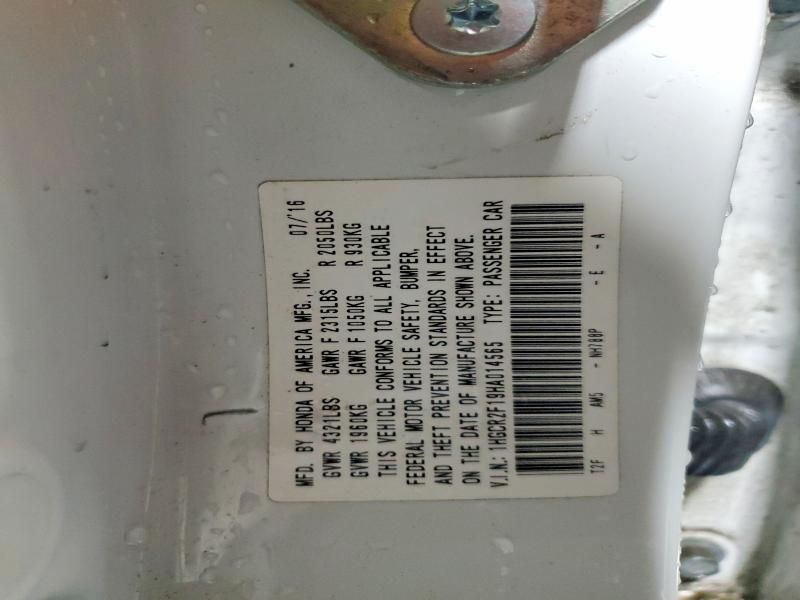 MFD. BY HONDA OF AMERICA MFG., INC. 07/'16
GVWR 4321LBS GAWR F 2315LBS R 2050LBS
GVWR 1960KG GAWR F 1050KG R 930KG
THIS VEHICLE CONFORMS TO ALL APPLICABLE
FEDERAL MOTOR VEHICLE SAFETY, BUMPER,
AND THEFT PREVENTION STANDARDS IN EFFECT
ON THE DATE OF MANUFACTURE SHOWN ABOVE.
V.I.N.: 1HGCR2F19HA014565 TYPE: PASSENGER CAR
T2F H AM5 - NH788P - E - A